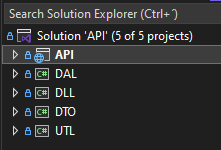 Search Solution Explorer (Ctrl+´)
Solution 'API' (5 of 5 projects)
API
C# DAL
C# DLL
C# DTO
C# UTL